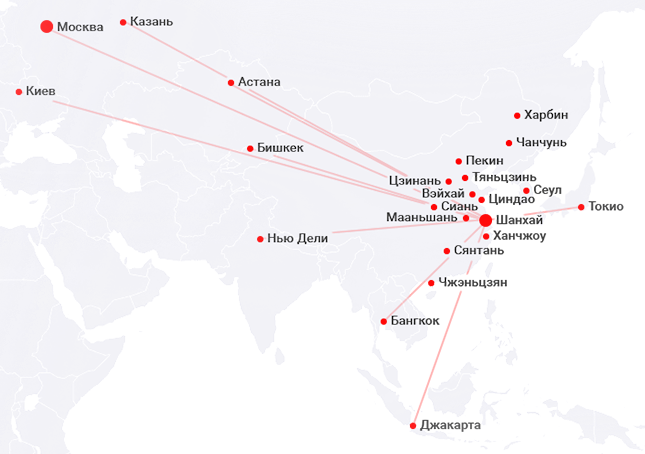 Москва
Казань
Астана
Киев
Харбин
Чанчунь
Бишкек
Пекин
Тяньцзинь
Цзинань
Сеул
Вэйхай
Циндао
Сиань
Токио
Мааньшань
Шанхай
Ханчжоу
Нью Дели
Сянтань
Чжэньцзян
Бангкок
Джакарта